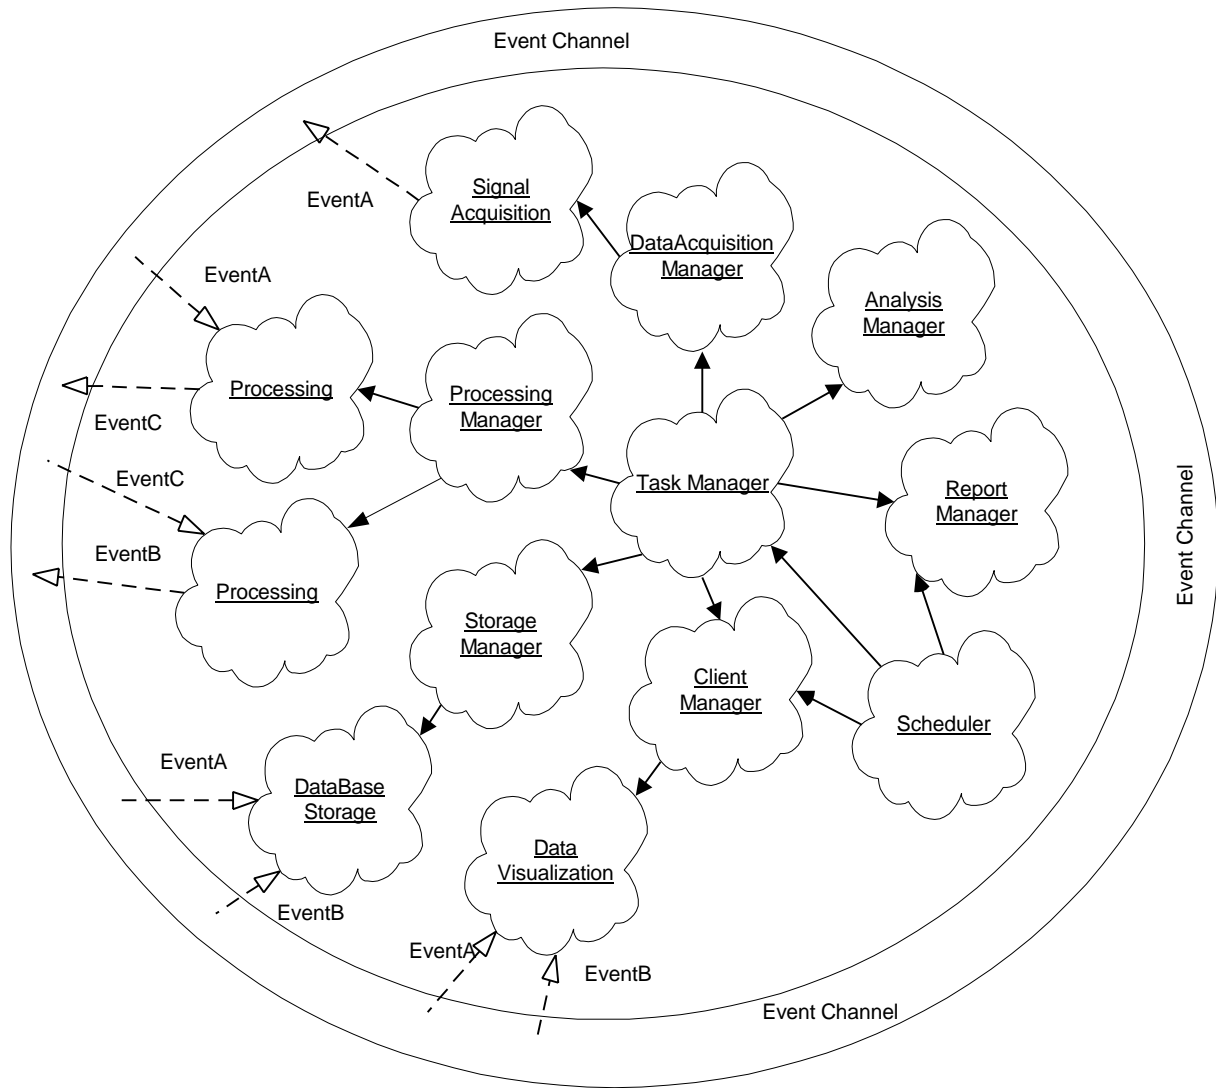 Event Channel
Signal
Acquisition
EventA
DataAcquisition
Manager
EventA
Analysis
Manager
Processing
Processing
Manager
EventC
EventC
Task Manager
Report
Manager
Event Channel
EventB
Processing
Storage
Manager
Client
Manager
Scheduler
EventA
DataBase
Storage
Data
Visualization
EventB
EventA
EventB
Event Channel